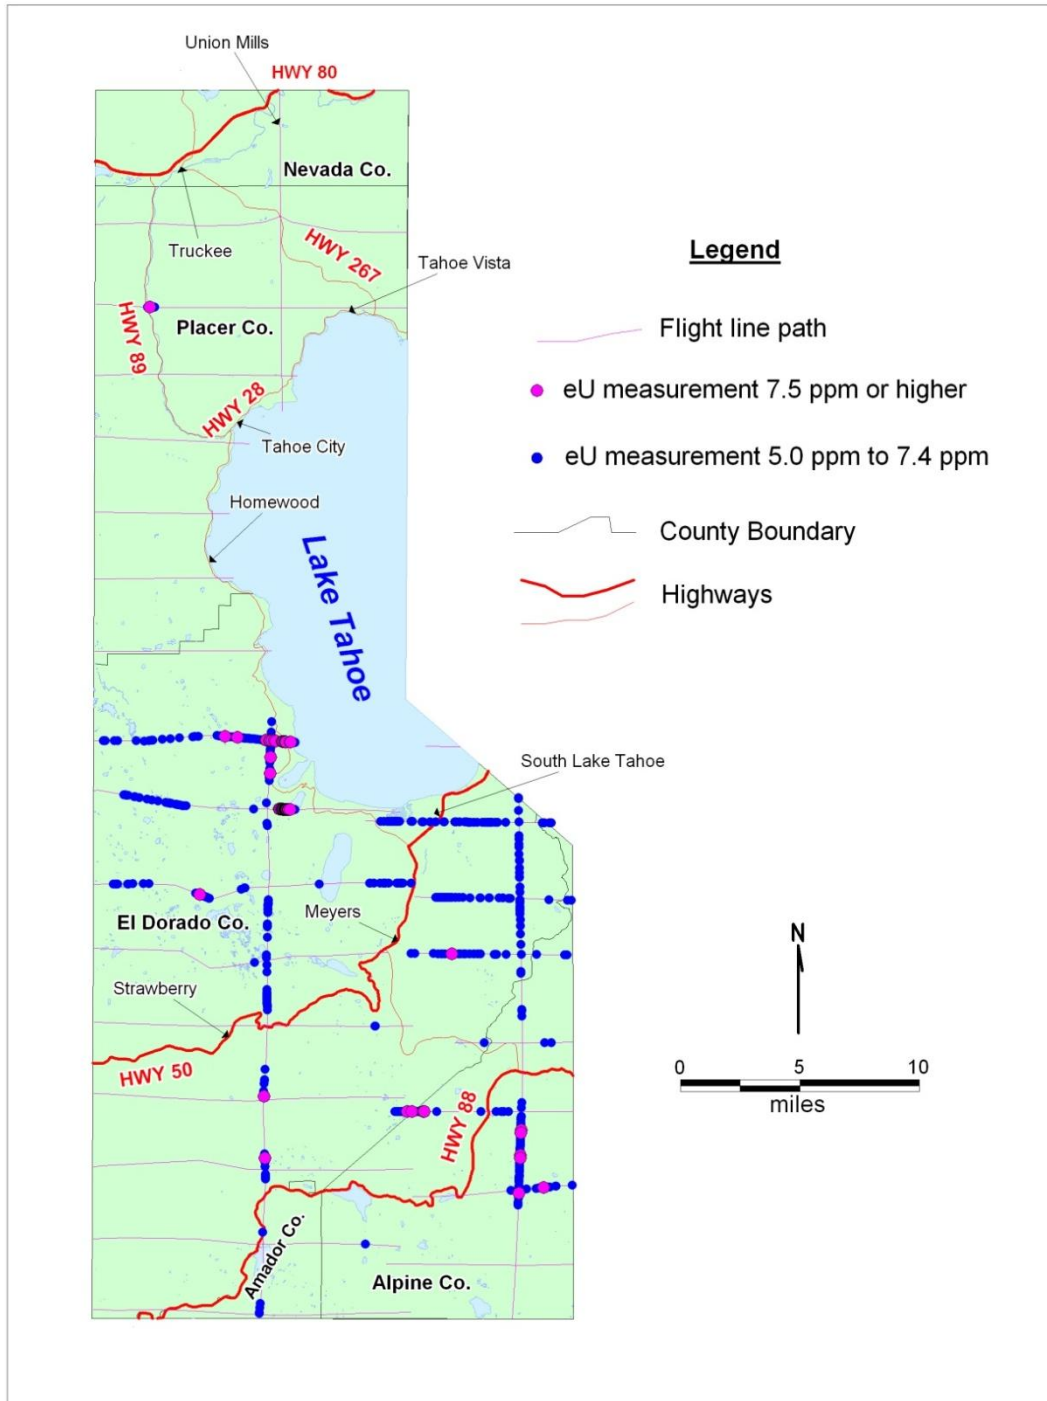 Union Mills
HWY 80
Nevada Co.
Truckee
HWY 267
Tahoe Vista
HWY 89
Placer Co.
HWY 28
Tahoe City
Homewood
Lake Tahoe
South Lake Tahoe
El Dorado Co.
Meyers
Strawberry
HWY 50
HWY 88
Amador Co.
Alpine Co.
Legend
Flight line path
eU measurement 7.5 ppm or higher
eU measurement 5.0 ppm to 7.4 ppm
County Boundary
Highways
N
0 5 10
miles